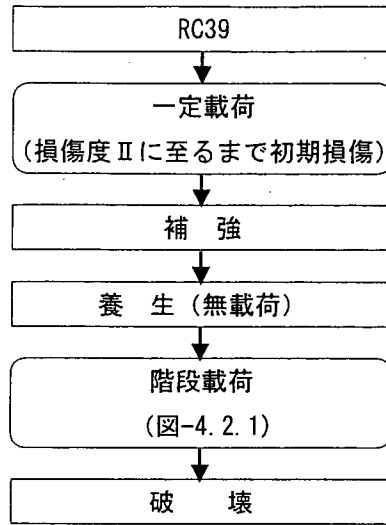 RC39
一定載荷
(損傷度Ⅱに至るまで初期損傷)
補　強
養　生(無載荷)
階段載荷
(図-4.2.1)
破　　壊